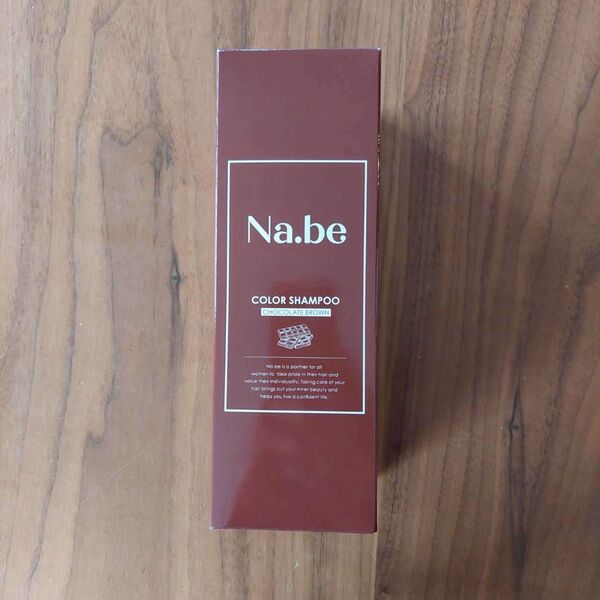 Na.be
COLOR SHAMPOO
CHOCOLATE BROWN
Na.be is a partner for all
women to take pride in their hair and
value their individuality. Taking care of your
hair brings out your inner beauty and
helps you live a confident life.